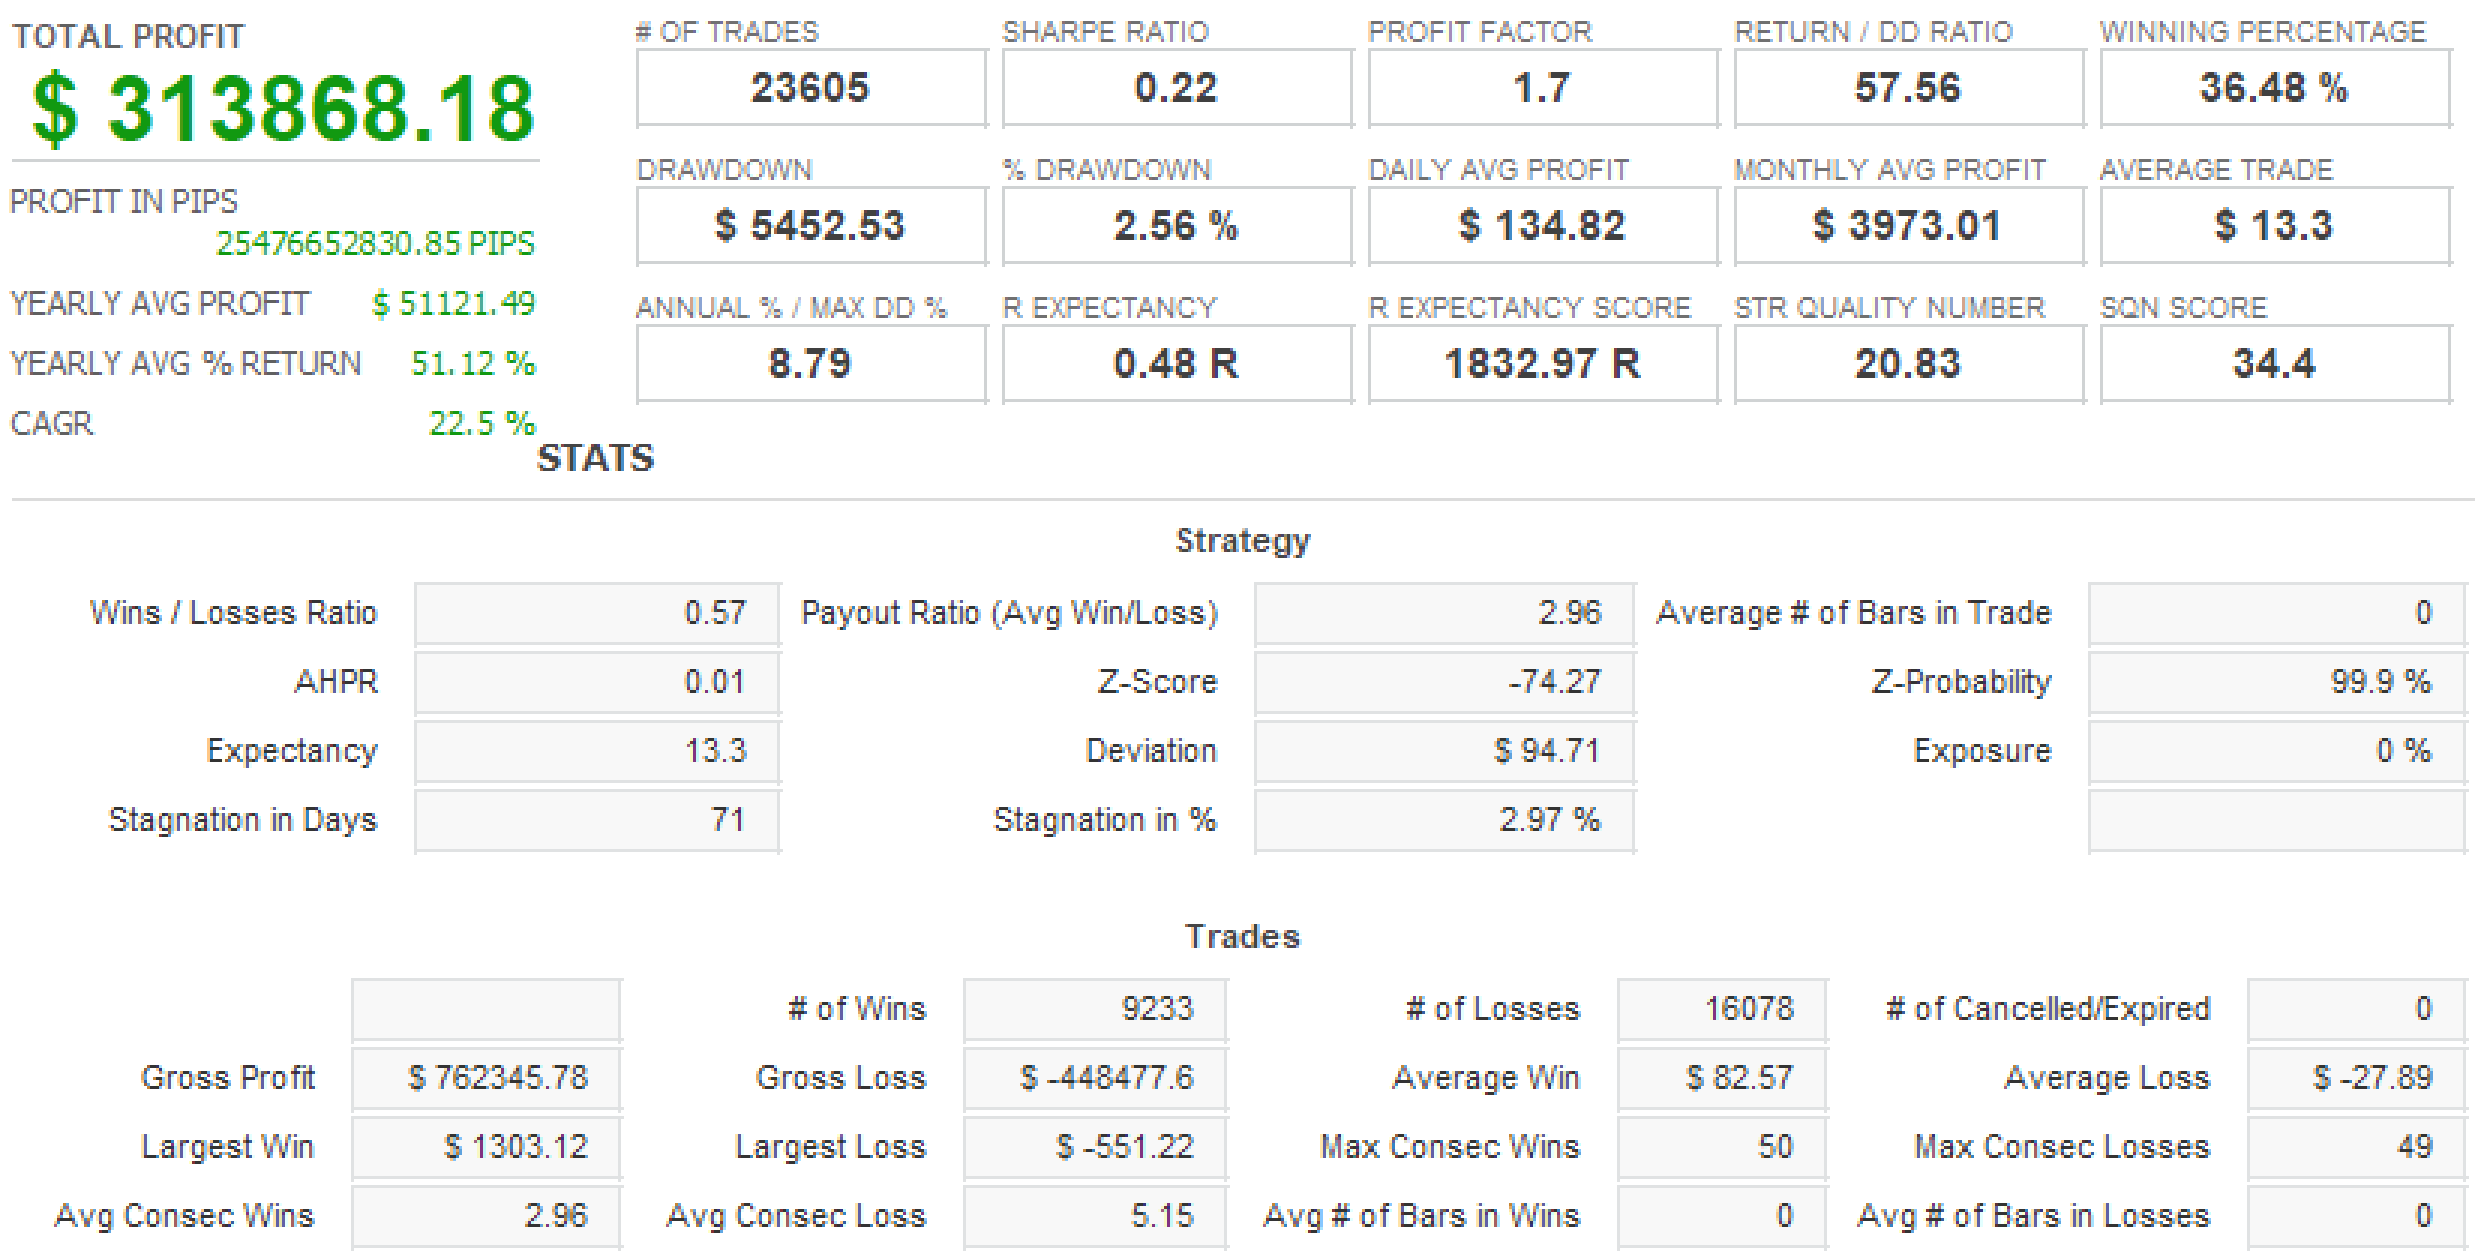 TOTAL PROFIT
$ 313868.18
PROFIT IN PIPS
25476652830.85 PIPS
YEARLY AVG PROFIT $ 51121.49
YEARLY AVG % RETURN 51.12 %
CAGR 22.5 %
# OF TRADES SHARPE RATIO PROFIT FACTOR RETURN / DD RATIO WINNING PERCENTAGE
23605 0.22 1.7 57.56 36.48 %
DRAWDOWN % DRAWDOWN DAILY AVG PROFIT MONTHLY AVG PROFIT AVERAGE TRADE
$ 5452.53 2.56 % $ 134.82 $ 3973.01 $ 13.3
ANNUAL % / MAX DD % R EXPECTANCY R EXPECTANCY SCORE STR QUALITY NUMBER SQN SCORE
8.79 0.48 R 1832.97 R 20.83 34.4
STATS
Strategy
Wins / Losses Ratio 0.57 Payout Ratio (Avg Win/Loss) 2.96 Average # of Bars in Trade 0
AHPR 0.01 Z-Score -74.27 Z-Probability 99.9 %
Expectancy 13.3 Deviation $ 94.71 Exposure 0 %
Stagnation in Days 71 Stagnation in % 2.97 %
Trades
# of Wins 9233 # of Losses 16078 # of Cancelled/Expired 0
Gross Profit $ 762345.78 Gross Loss $ -448477.6 Average Win $ 82.57 Average Loss $ -27.89
Largest Win $ 1303.12 Largest Loss $ -551.22 Max Consec Wins 50 Max Consec Losses 49
Avg Consec Wins 2.96 Avg Consec Loss 5.15 Avg # of Bars in Wins 0 Avg # of Bars in Losses 0